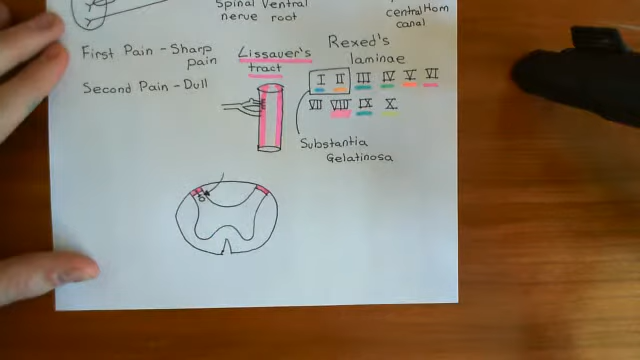 Spinal Ventral
nerve root
central Horn
canal
First Pain - Sharp
pain
Second Pain - Dull
Lissauer's
tract
Rexed's
laminae
I II III IV V VI
VII VIII IX X
Substantia
Gelatinosa